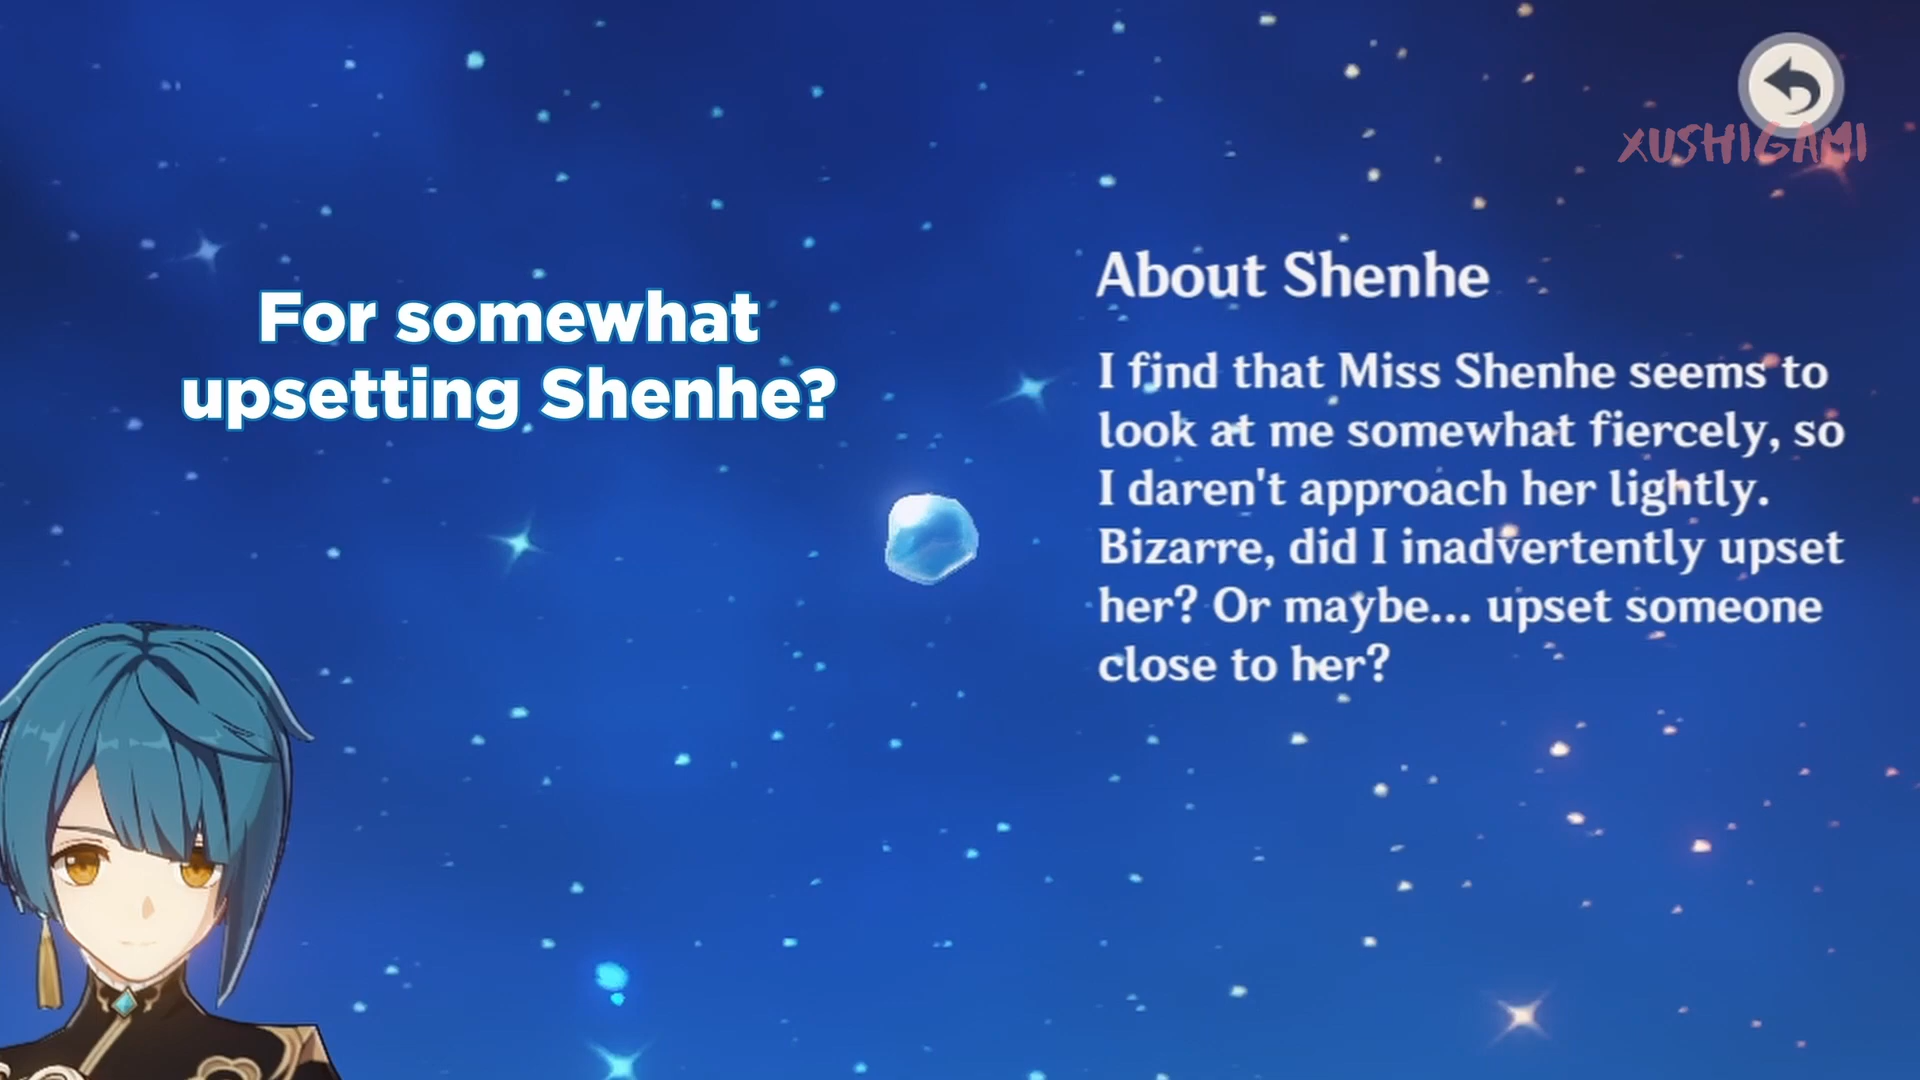 XUSHIGAMI
For somewhat
upsetting Shenhe?
About Shenhe
I find that Miss Shenhe seems to
look at me somewhat fiercely, so
I daren't approach her lightly.
Bizarre, did I inadvertently upset
her? Or maybe... upset someone
close to her?